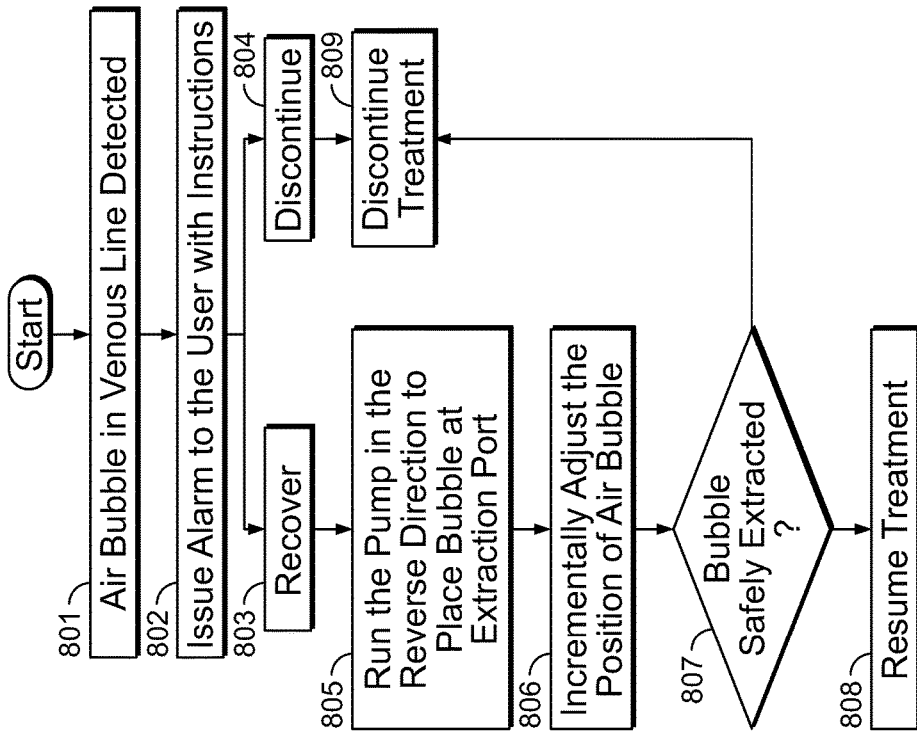 Start
801
Air Bubble in Venous Line Detected
802
Issue Alarm to the User with Instructions
803
Recover
804
Discontinue
805
Run the Pump in the
Reverse Direction to
Place Bubble at
Extraction Port
809
Discontinue
Treatment
806
Incrementally Adjust the
Position of Air Bubble
807
Bubble
Safely Extracted
?
808
Resume Treatment